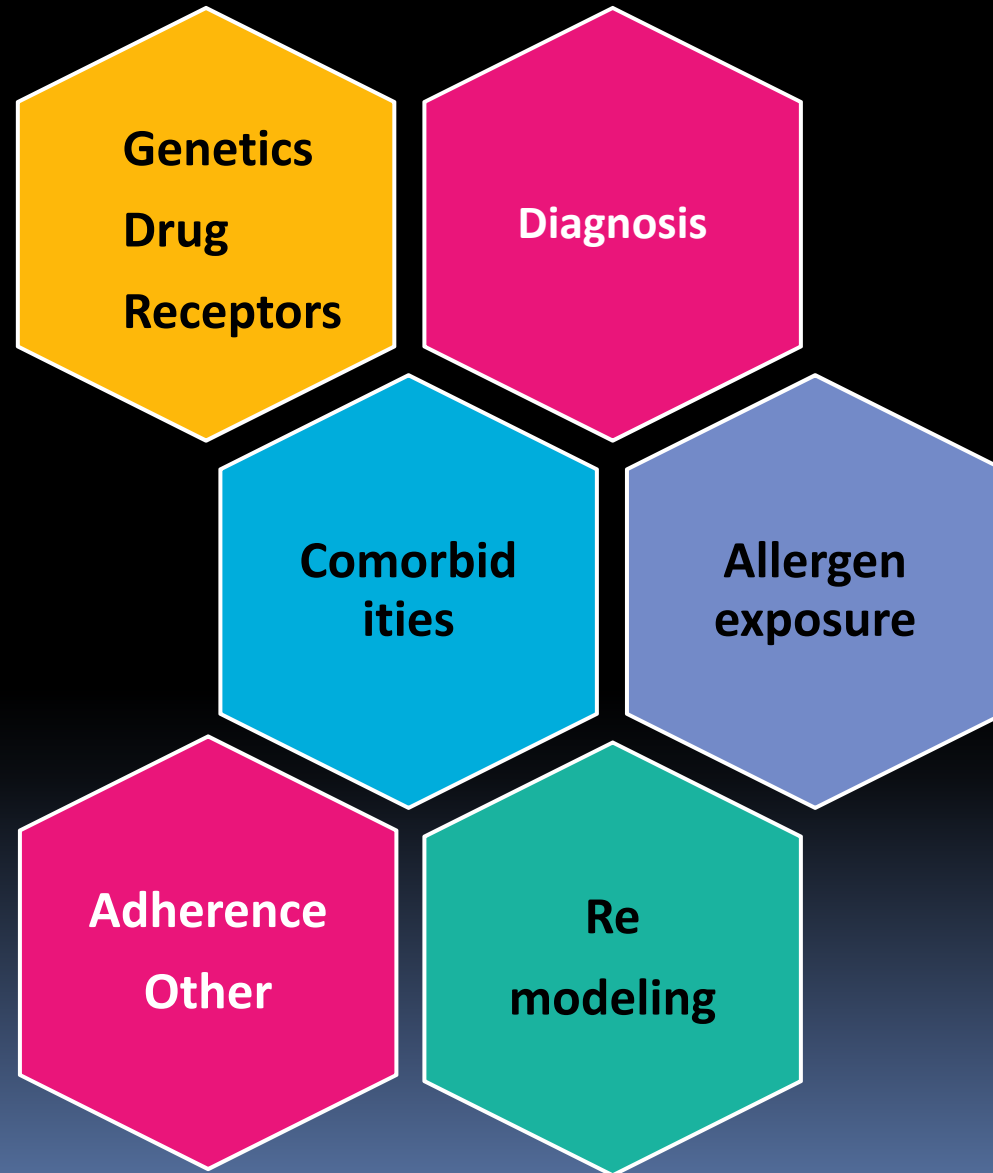 Genetics
Drug
Receptors
Diagnosis
Comorbid
ities
Allergen
exposure
Adherence
Other
Re
modeling